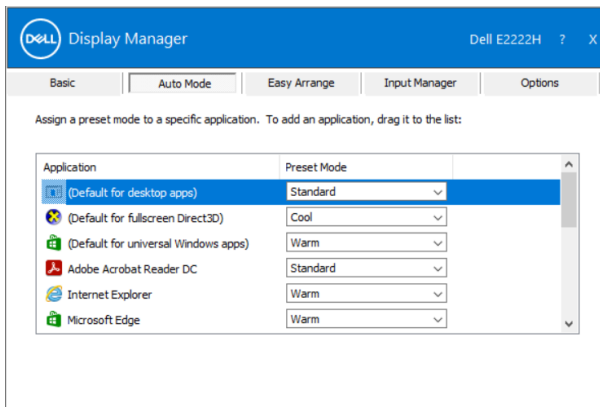 DELL Display Manager Dell E2222H ? X
Basic Auto Mode Easy Arrange Input Manager Options
Assign a preset mode to a specific application. To add an application, drag it to the list:
Application Preset Mode
(Default for desktop apps) Standard
(Default for fullscreen Direct3D) Cool
(Default for universal Windows apps) Warm
Adobe Acrobat Reader DC Standard
Internet Explorer Warm
Microsoft Edge Warm